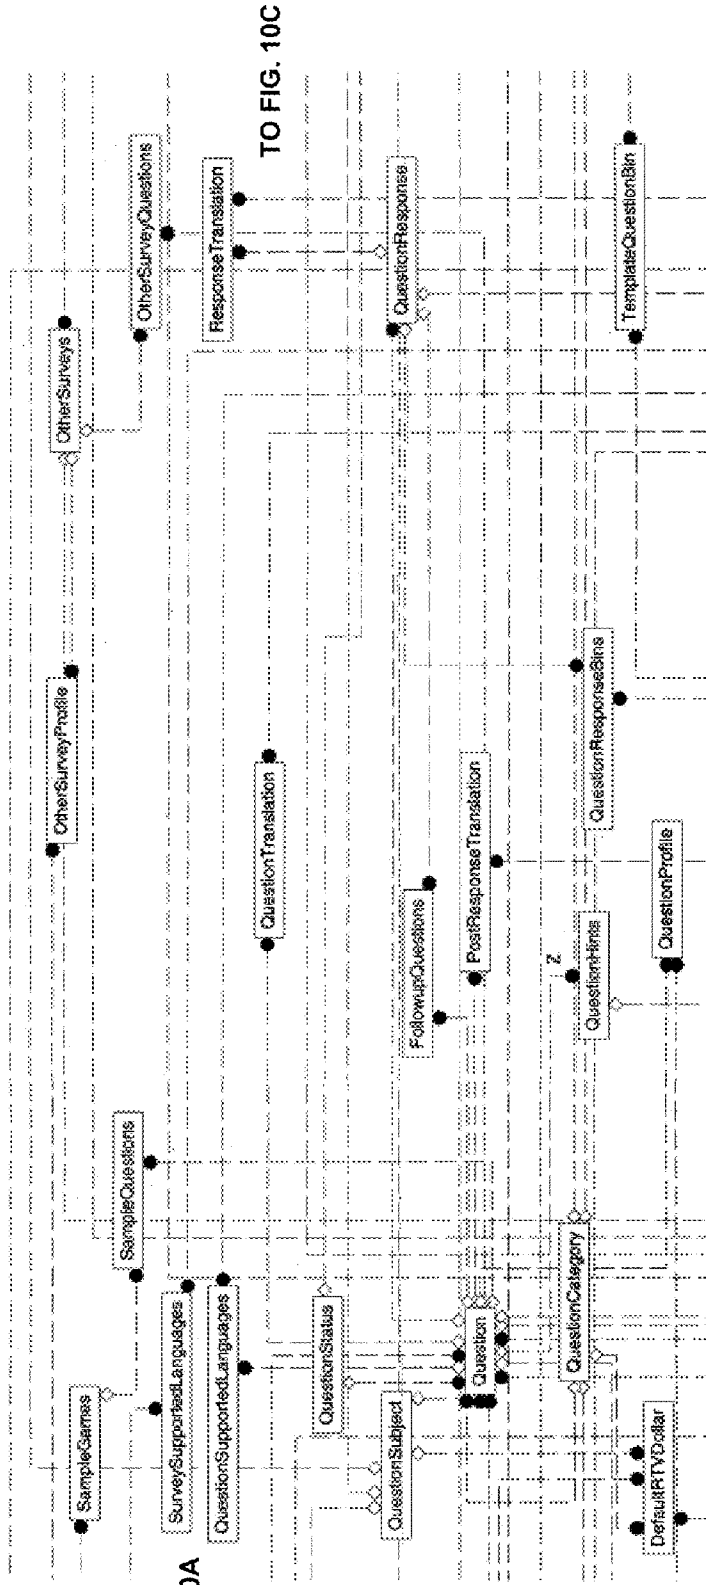 TO FIG. 10C
OtherSurveys
OtherSurveyQuestions
ResponseTranslation
QuestionResponse
TemplateQuestionBin
OtherSurveyProfile
QuestionTranslation
FollowupQuestions
PostResponseTranslation
QuestionResponseBins
Z
QuestionHints
QuestionProfile
SampleGames
SampleQuestions
SurveySupportedLanguages
QuestionSupportedLanguages
QuestionStatus
QuestionSubject
Question
QuestionCategory
DefaultRTVDollar
0A